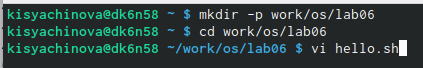 kisyachinova@dk6n58 ~ $ mkdir -p work/os/lab06
kisyachinova@dk6n58 ~ $ cd work/os/lab06
kisyachinova@dk6n58 ~/work/os/lab06 $ vi hello.sh